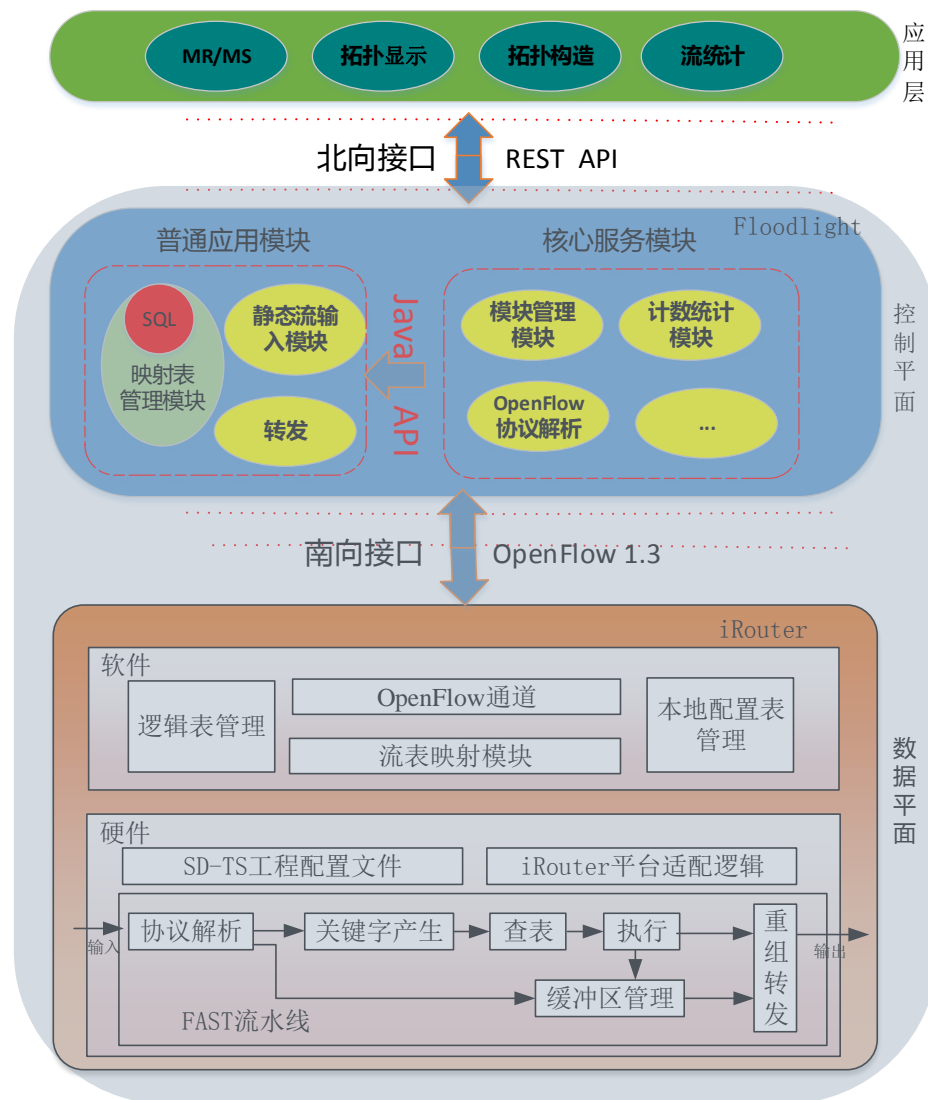 MR/MS
拓扑显示
拓扑构造
流统计
应
用
层
北向接口
REST API
Floodlight
普通应用模块
核心服务模块
SQL
映射表
管理模块
静态流输
入模块
转发
Java API
模块管理
模块
计数统计
模块
OpenFlow
协议解析
...
控
制
平
面
南向接口
OpenFlow 1.3
iRouter
软件
逻辑表管理
OpenFlow通道
流表映射模块
本地配置表
管理
数
据
平
面
硬件
SD-TS工程配置文件
iRouter平台适配逻辑
输入
协议解析
关键字产生
查表
执行
缓冲区管理
重
组
转
发
输出
FAST流水线